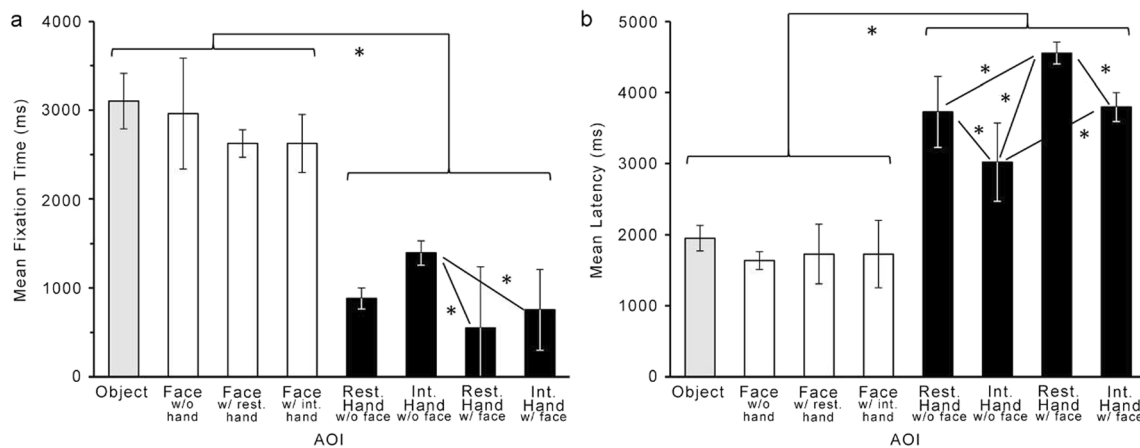 a
4000
3000
2000
1000
0
Mean Fixation Time (ms)
*
*
*
Object
Face
w/o
hand
Face
w/ rest.
hand
Face
w/ int.
hand
Rest.
Hand
w/o face
Int.
Hand
w/o face
Rest.
Hand
w/ face
Int.
Hand
w/ face
AOI
b
5000
4000
3000
2000
1000
0
Mean Latency (ms)
*
*
*
*
*
*
Object
Face
w/o
hand
Face
w/ rest.
hand
Face
w/ int.
hand
Rest.
Hand
w/o face
Int.
Hand
w/o face
Rest.
Hand
w/ face
Int.
Hand
w/ face
AOI